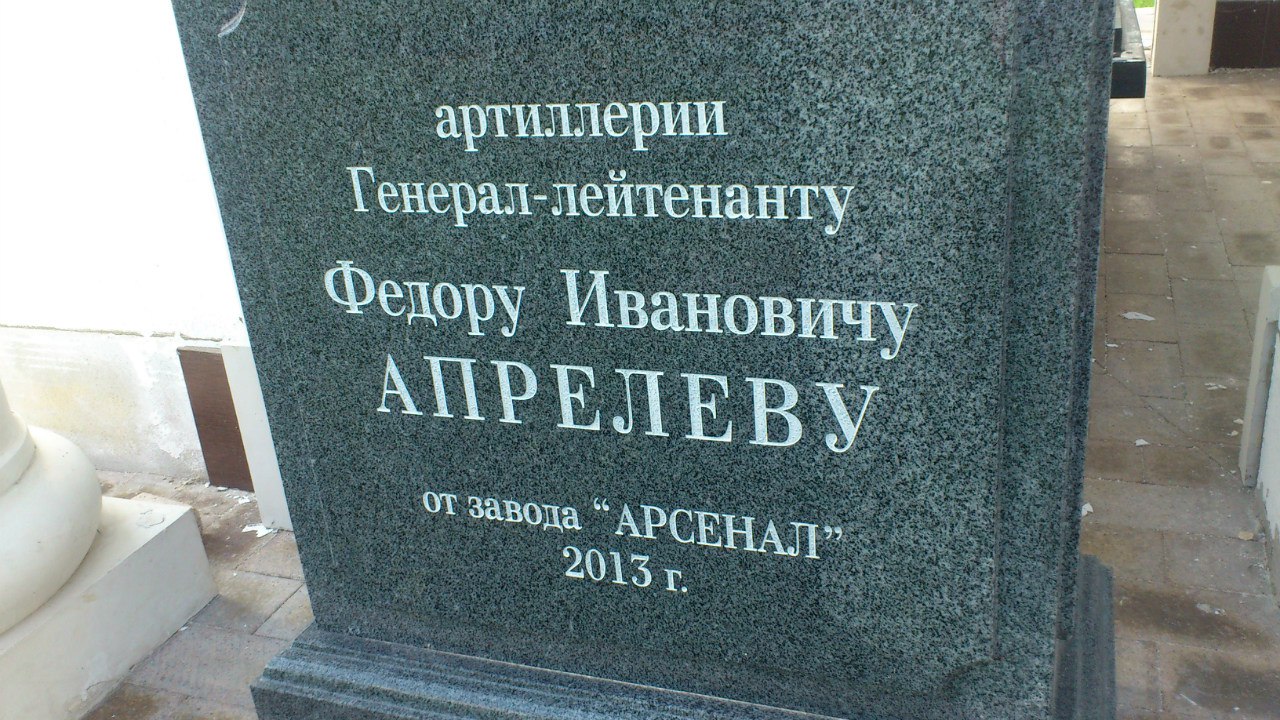 артиллерии
Генерал-лейтенанту
Федору Ивановичу
АПРЕЛЕВУ
от завода “АРСЕНАЛ”
2013 г.